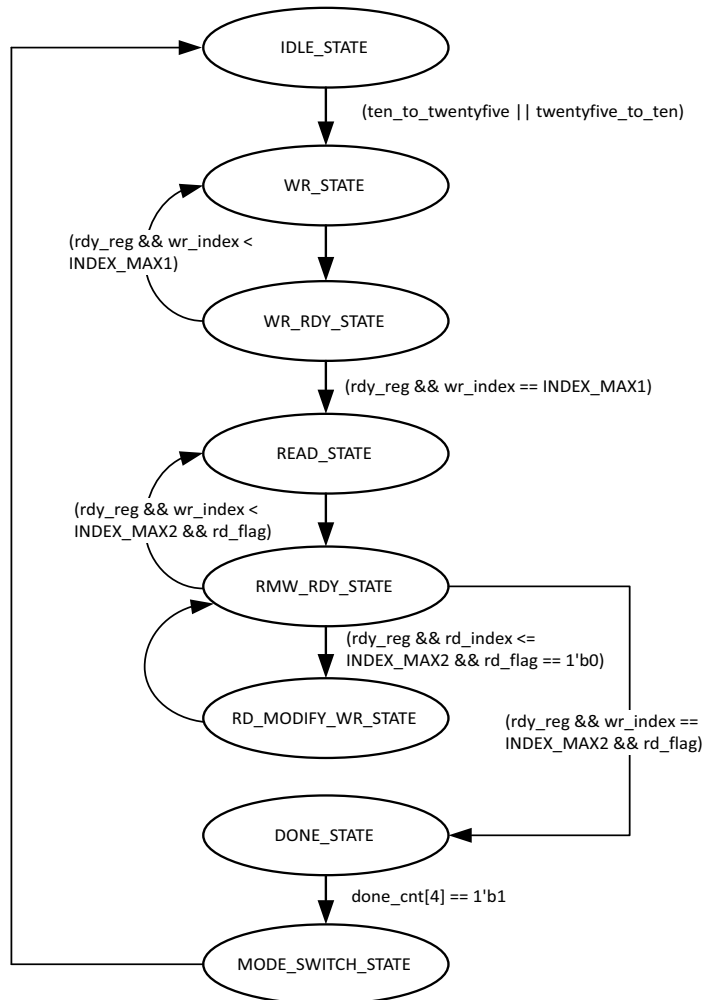 IDLE_STATE
(ten_to_twentyfive || twentyfive_to_ten)
WR_STATE
(rdy_reg && wr_index <
INDEX_MAX1)
WR_RDY_STATE
(rdy_reg && wr_index == INDEX_MAX1)
READ_STATE
(rdy_reg && wr_index <
INDEX_MAX2 && rd_flag)
RMW_RDY_STATE
(rdy_reg && rd_index <=
INDEX_MAX2 && rd_flag == 1'b0)
RD_MODIFY_WR_STATE
(rdy_reg && wr_index ==
INDEX_MAX2 && rd_flag)
DONE_STATE
done_cnt[4] == 1'b1
MODE_SWITCH_STATE